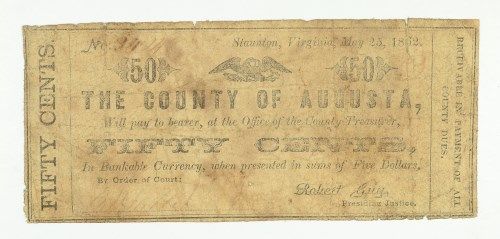 FIFTY CENTS.
No.
Staunton, Virginia, May 25, 1862.
50 50
THE COUNTY OF AUGUSTA,
Will pay to bearer, at the Office of the County Treasurer,
FIFTY CENTS,
In Bankable Currency, when presented in sums of Five Dollars.
By Order of Court:
Robert
Presiding Justice.
RECEIVABLE IN PAYMENT OF ALL
COUNTY DUES.